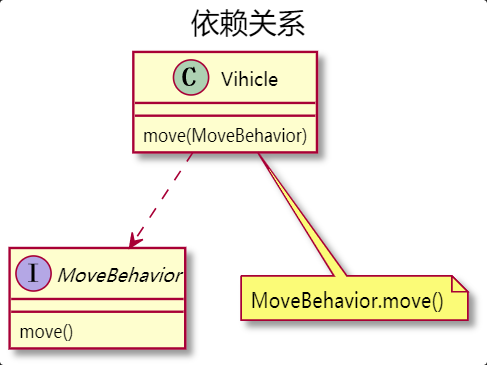 依赖关系
C Vihicle
move(MoveBehavior)
I MoveBehavior
move()
MoveBehavior.move()